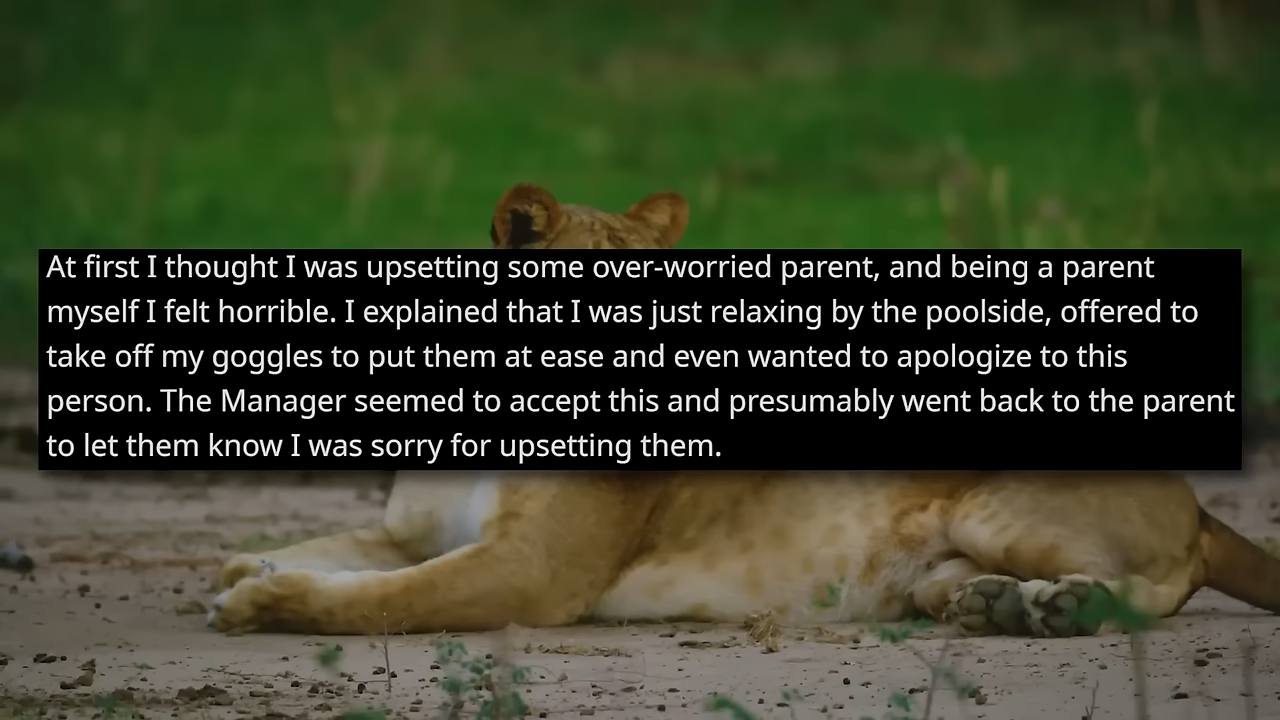 At first I thought I was upsetting some over-worried parent, and being a parent
myself I felt horrible. I explained that I was just relaxing by the poolside, offered to
take off my goggles to put them at ease and even wanted to apologize to this
person. The Manager seemed to accept this and presumably went back to the parent
to let them know I was sorry for upsetting them.